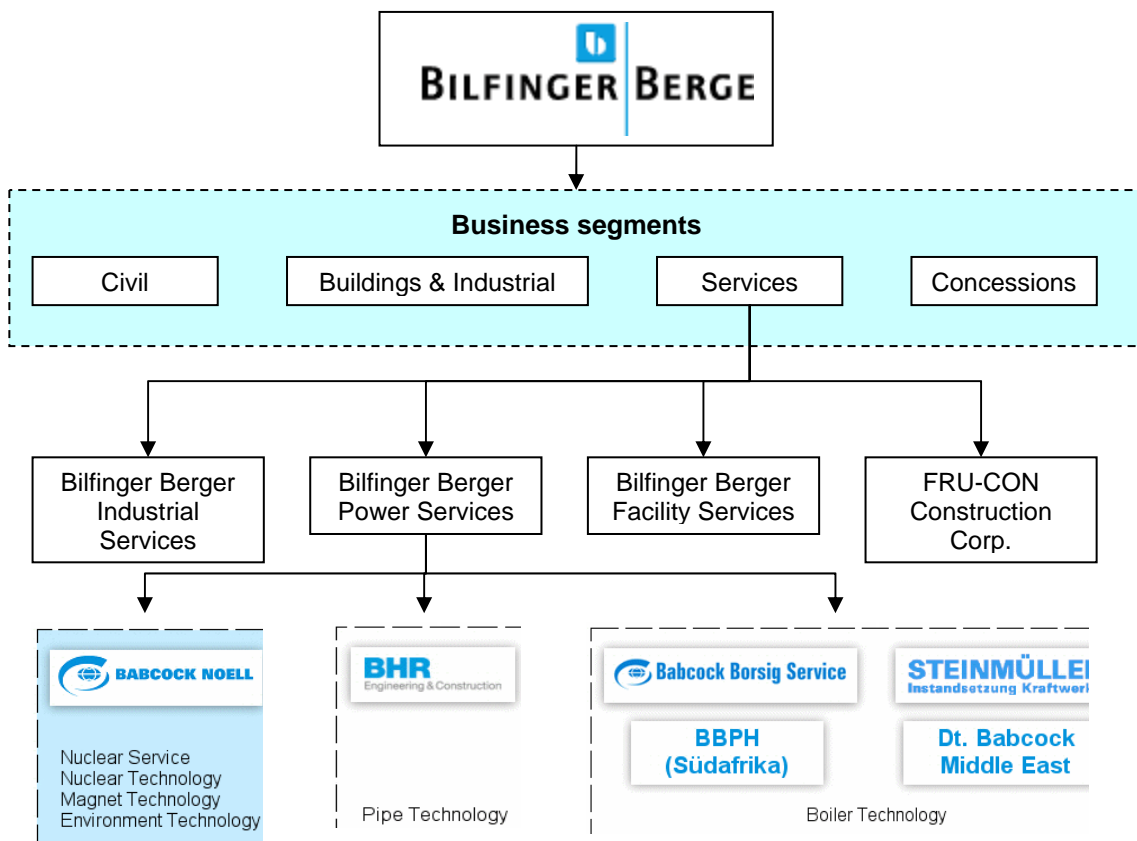 BILFINGER BERGE
Business segments
Civil
Buildings & Industrial
Services
Concessions
Bilfinger Berger
Industrial
Services
Bilfinger Berger
Power Services
Bilfinger Berger
Facility Services
FRU-CON
Construction
Corp.
BABCOCK NOELL
Nuclear Service
Nuclear Technology
Magnet Technology
Environment Technology
BHR
Engineering & Construction
Pipe Technology
Babcock Borsig Service
STEINMÜLLE
Instandsetzung Kraftwerk
BBPH
(Südafrika)
Dt. Babcock
Middle East
Boiler Technology